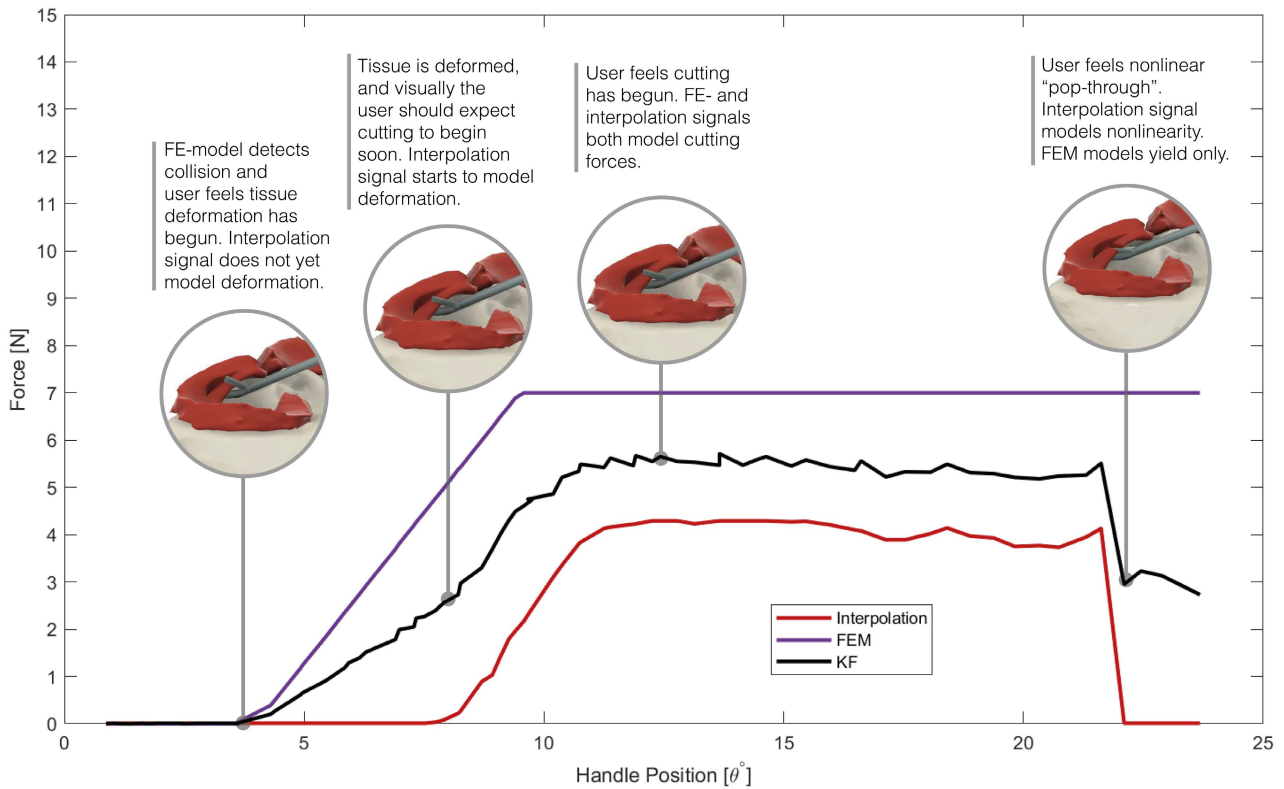 FE-model detects
collision and
user feels tissue
deformation has
begun. Interpolation
signal does not yet
model deformation.
Tissue is deformed,
and visually the
user should expect
cutting to begin
soon. Interpolation
signal starts to model
deformation.
User feels cutting
has begun. FE- and
interpolation signals
both model cutting
forces.
User feels nonlinear
“pop-through”.
Interpolation signal
models nonlinearity.
FEM models yield only.
Force [N]
15
14
13
12
11
10
9
8
7
6
5
4
3
2
1
0
Interpolation
FEM
KF
0
5
10
15
20
25
Handle Position [θ°]